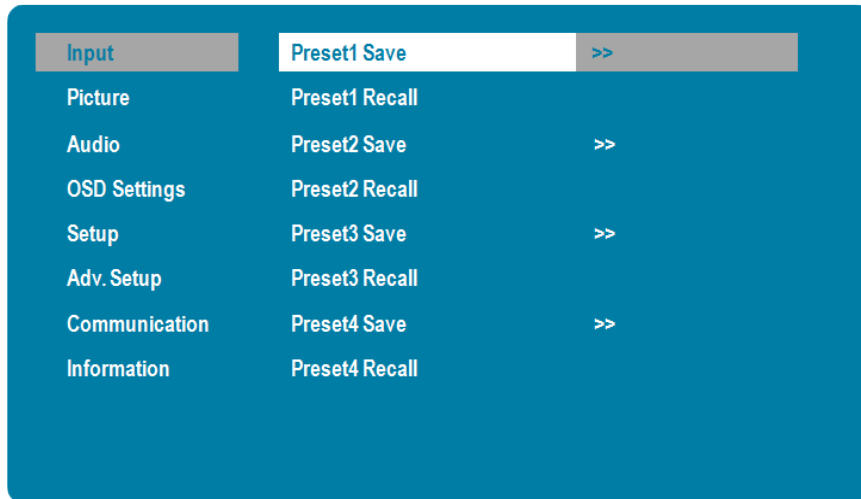 Input Preset1 Save >>
Picture Preset1 Recall
Audio Preset2 Save >>
OSD Settings Preset2 Recall
Setup Preset3 Save >>
Adv. Setup Preset3 Recall
Communication Preset4 Save >>
Information Preset4 Recall